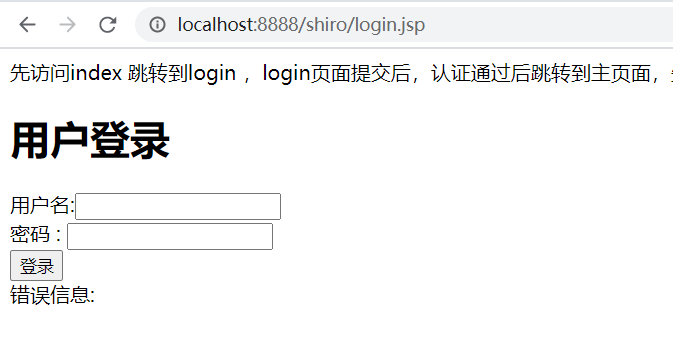 localhost:8888/shiro/login.jsp
先访问index 跳转到login ，login页面提交后，认证通过后跳转到主页面，
用户登录
用户名:
密码 :
登录
错误信息: